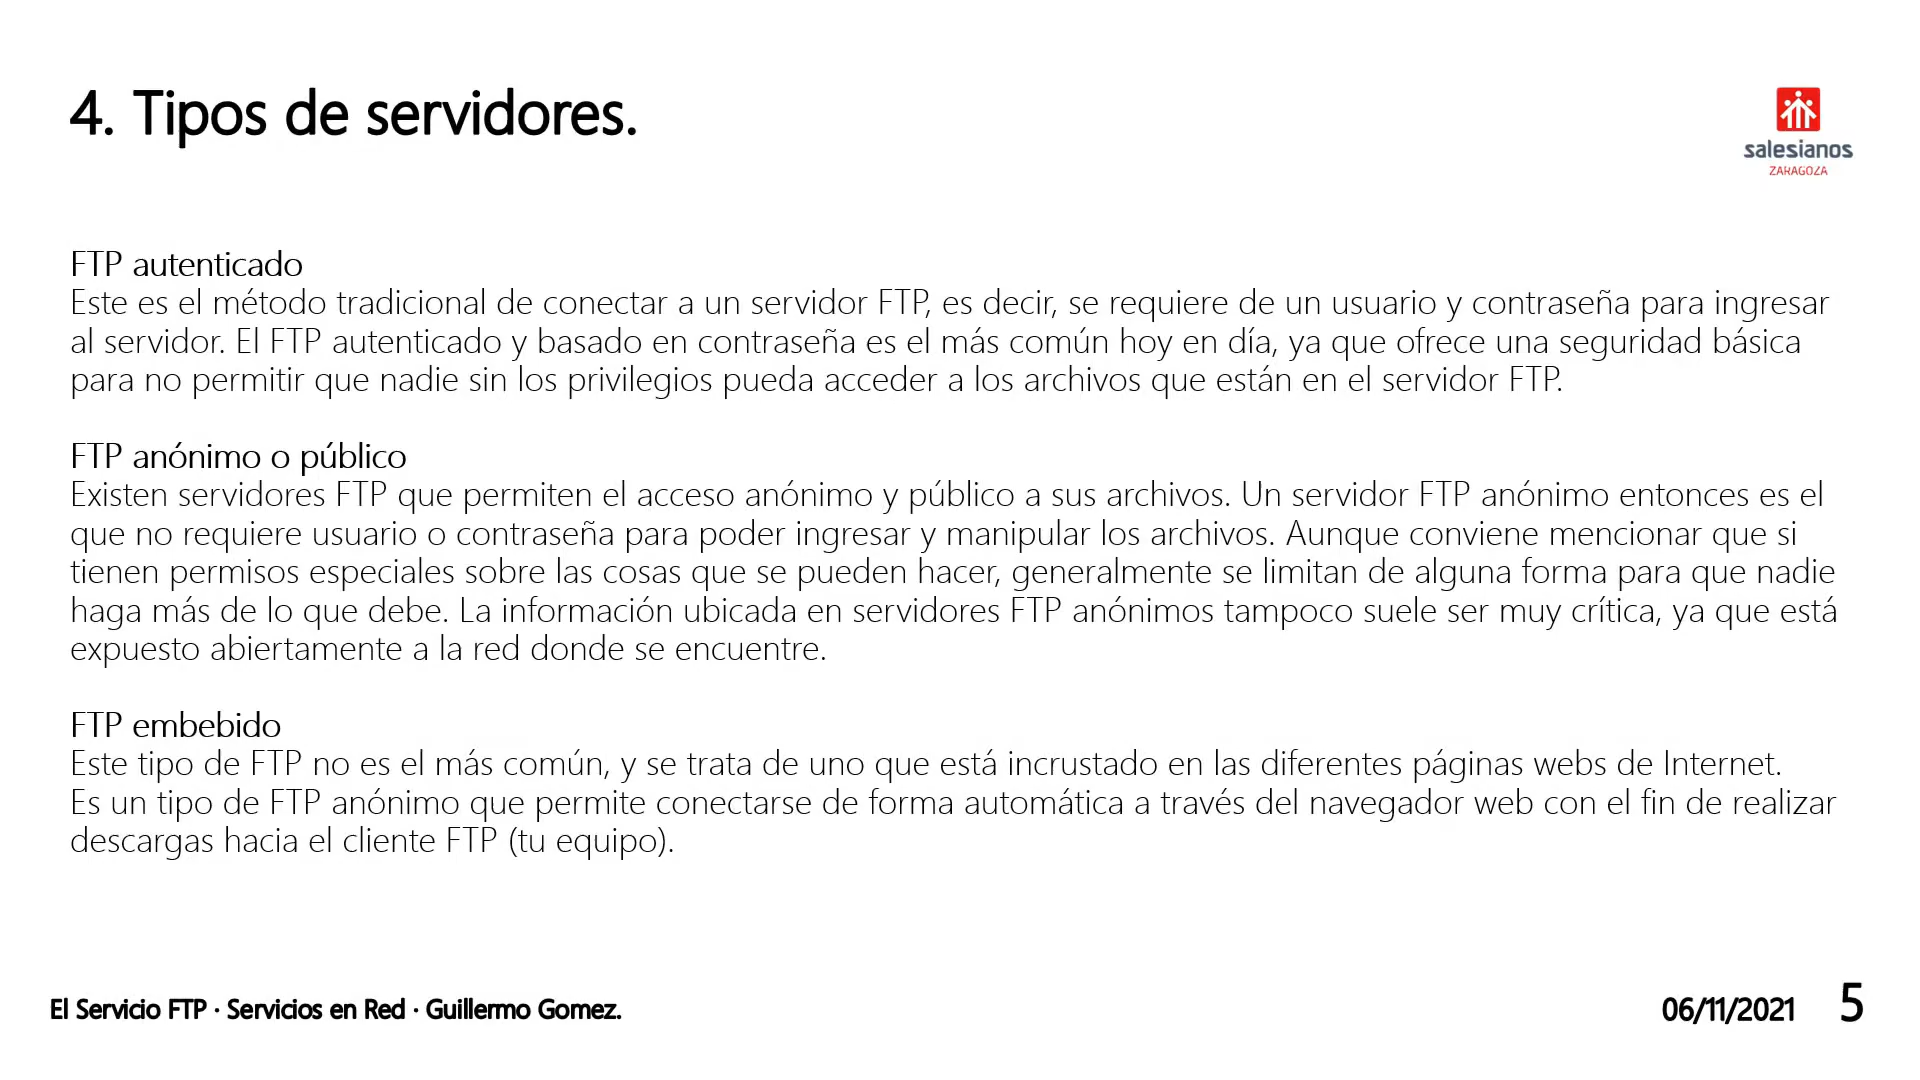 4. Tipos de servidores.
salesianos
ZARAGOZA
FTP autenticado
Este es el método tradicional de conectar a un servidor FTP, es decir, se requiere de un usuario y contraseña para ingresar
al servidor. El FTP autenticado y basado en contraseña es el más común hoy en día, ya que ofrece una seguridad básica
para no permitir que nadie sin los privilegios pueda acceder a los archivos que están en el servidor FTP.
FTP anónimo o público
Existen servidores FTP que permiten el acceso anónimo y público a sus archivos. Un servidor FTP anónimo entonces es el
que no requiere usuario o contraseña para poder ingresar y manipular los archivos. Aunque conviene mencionar que si
tienen permisos especiales sobre las cosas que se pueden hacer, generalmente se limitan de alguna forma para que nadie
haga más de lo que debe. La información ubicada en servidores FTP anónimos tampoco suele ser muy crítica, ya que está
expuesto abiertamente a la red donde se encuentre.
FTP embebido
Este tipo de FTP no es el más común, y se trata de uno que está incrustado en las diferentes páginas webs de Internet.
Es un tipo de FTP anónimo que permite conectarse de forma automática a través del navegador web con el fin de realizar
descargas hacia el cliente FTP (tu equipo).
El Servicio FTP · Servicios en Red · Guillermo Gomez.
06/11/2021
5